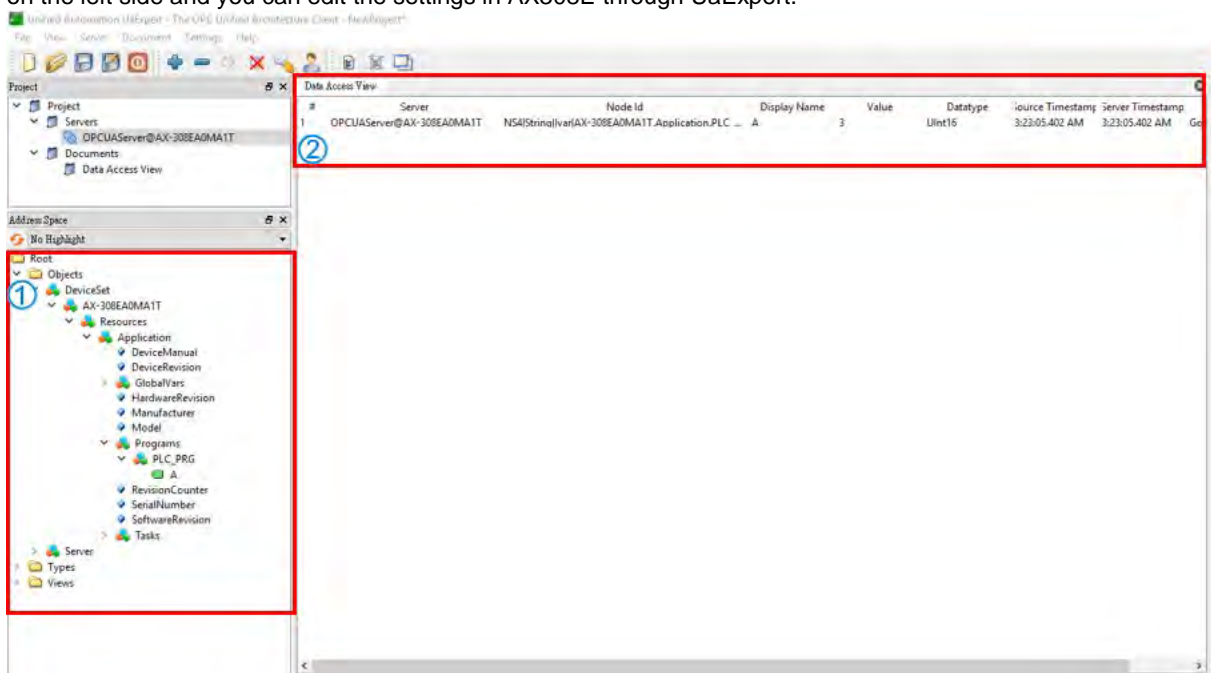 on the left side and you can edit the settings in AX308E through UaExpert.
Unified Automation UaExpert - The OPC Unified Architecture Client - NewProject*
File View Server Document Settings Help
Project
Data Access View
# Server Node Id Display Name Value Datatype Source Timestamp Server Timestamp
1 OPCUAServer@AX-308EA0MA1T NS4|String||var|AX-308EA0MA1T.Application.PLC_... A 3 UInt16 3:23:05.402 AM 3:23:05.402 AM
②
Project
Servers
OPCUAServer@AX-308EA0MA1T
Documents
Data Access View
Address Space
No Highlight
①
Root
Objects
DeviceSet
AX-308EA0MA1T
Resources
Application
DeviceManual
DeviceRevision
GlobalVars
HardwareRevision
Manufacturer
Model
Programs
PLC_PRG
A
RevisionCounter
SerialNumber
SoftwareRevision
Tasks
Server
Types
Views